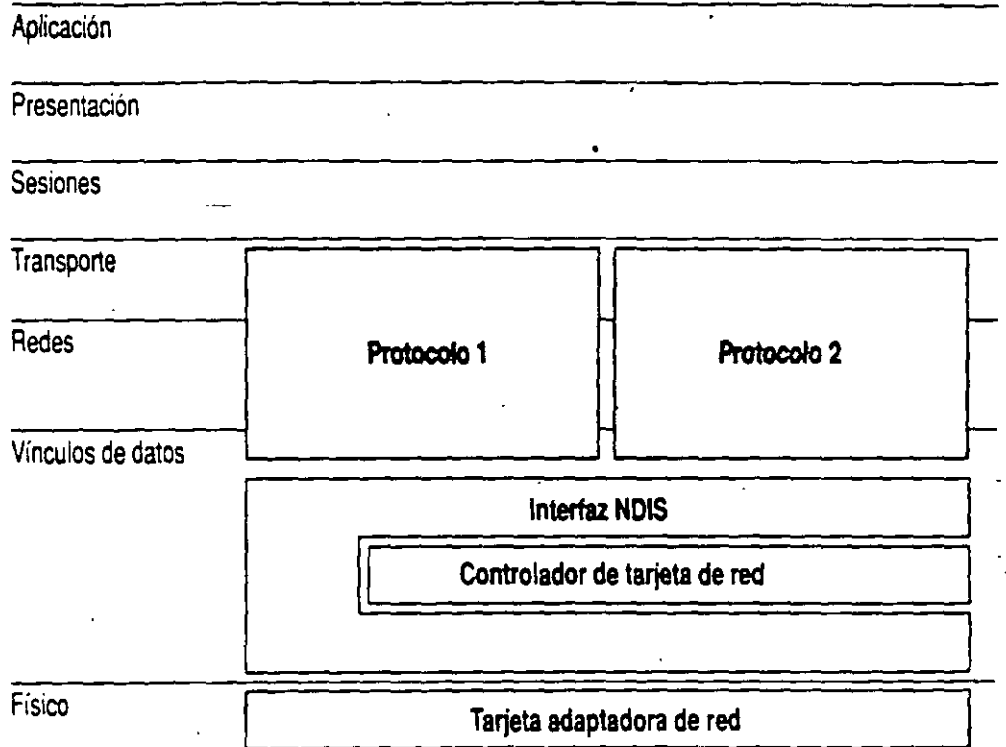 Aplicación
Presentación
Sesiones
Transporte
Redes
Protocolo 1
Protocolo 2
Vínculos de datos
Interfaz NDIS
Controlador de tarjeta de red
Físico
Tarjeta adaptadora de red